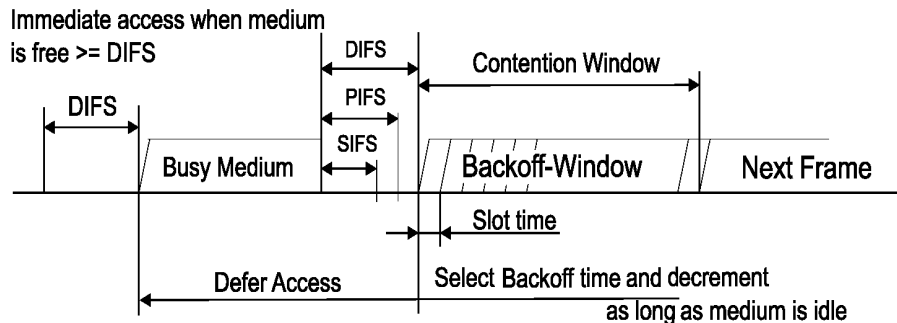 Immediate access when medium
is free >= DIFS
DIFS
DIFS
PIFS
SIFS
Contention Window
Busy Medium
Backoff-Window
Next Frame
Slot time
Defer Access
Select Backoff time and decrement
as long as medium is idle